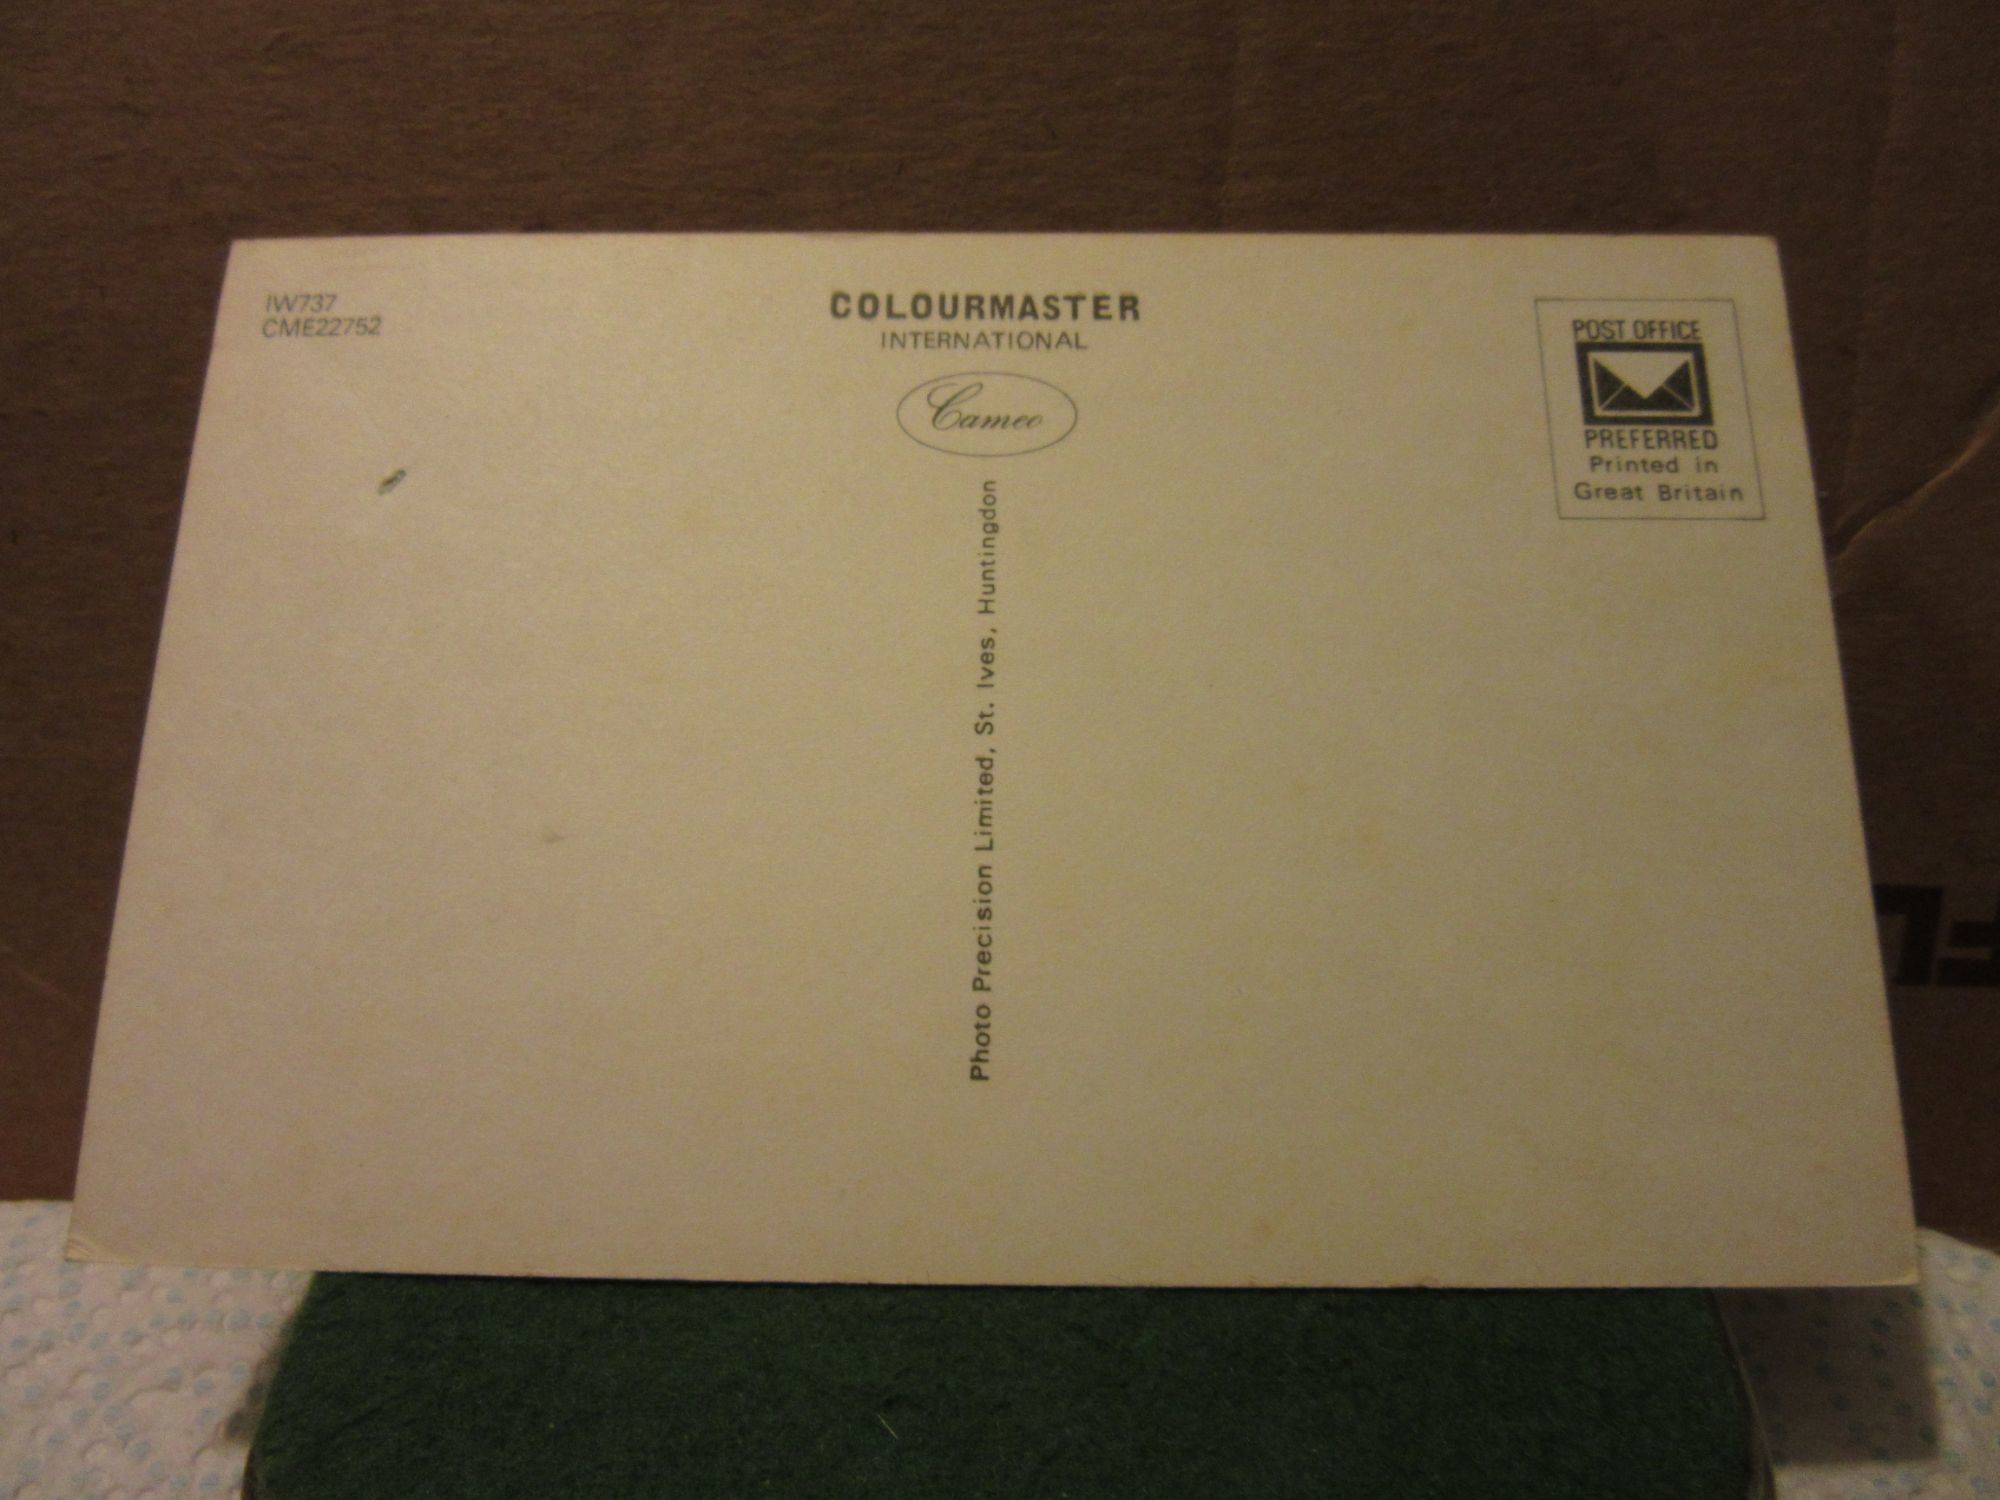 IW737
CME22752
COLOURMASTER
INTERNATIONAL
Cameo
Photo Precision Limited, St. Ives, Huntingdon
POST OFFICE
PREFERRED
Printed in
Great Britain